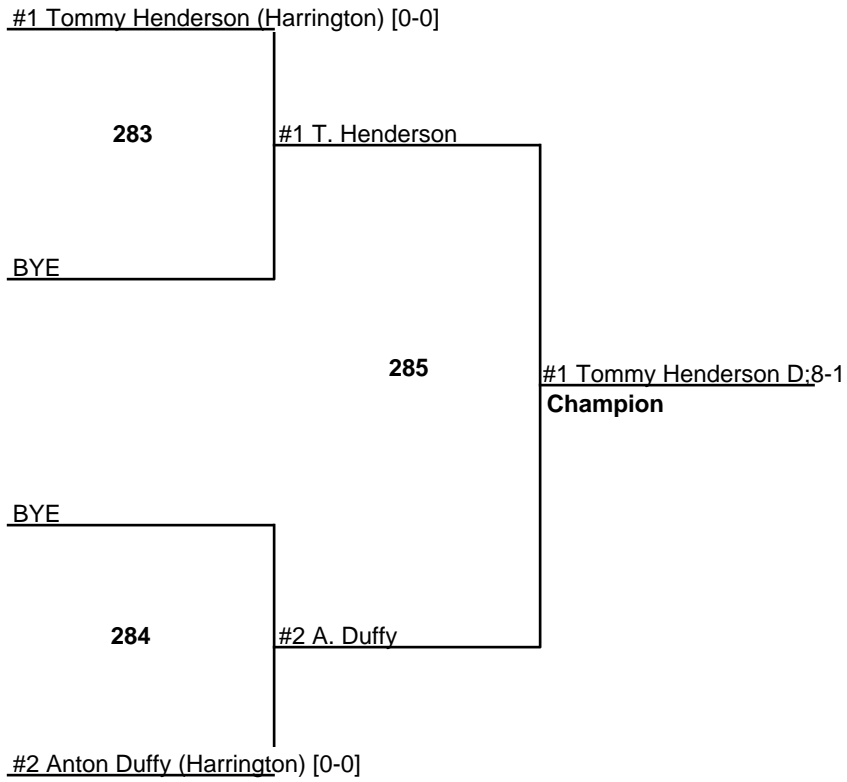 #1 Tommy Henderson (Harrington) [0-0]
283
#1 T. Henderson
BYE
285
#1 Tommy Henderson D;8-1
Champion
BYE
284
#2 A. Duffy
#2 Anton Duffy (Harrington) [0-0]